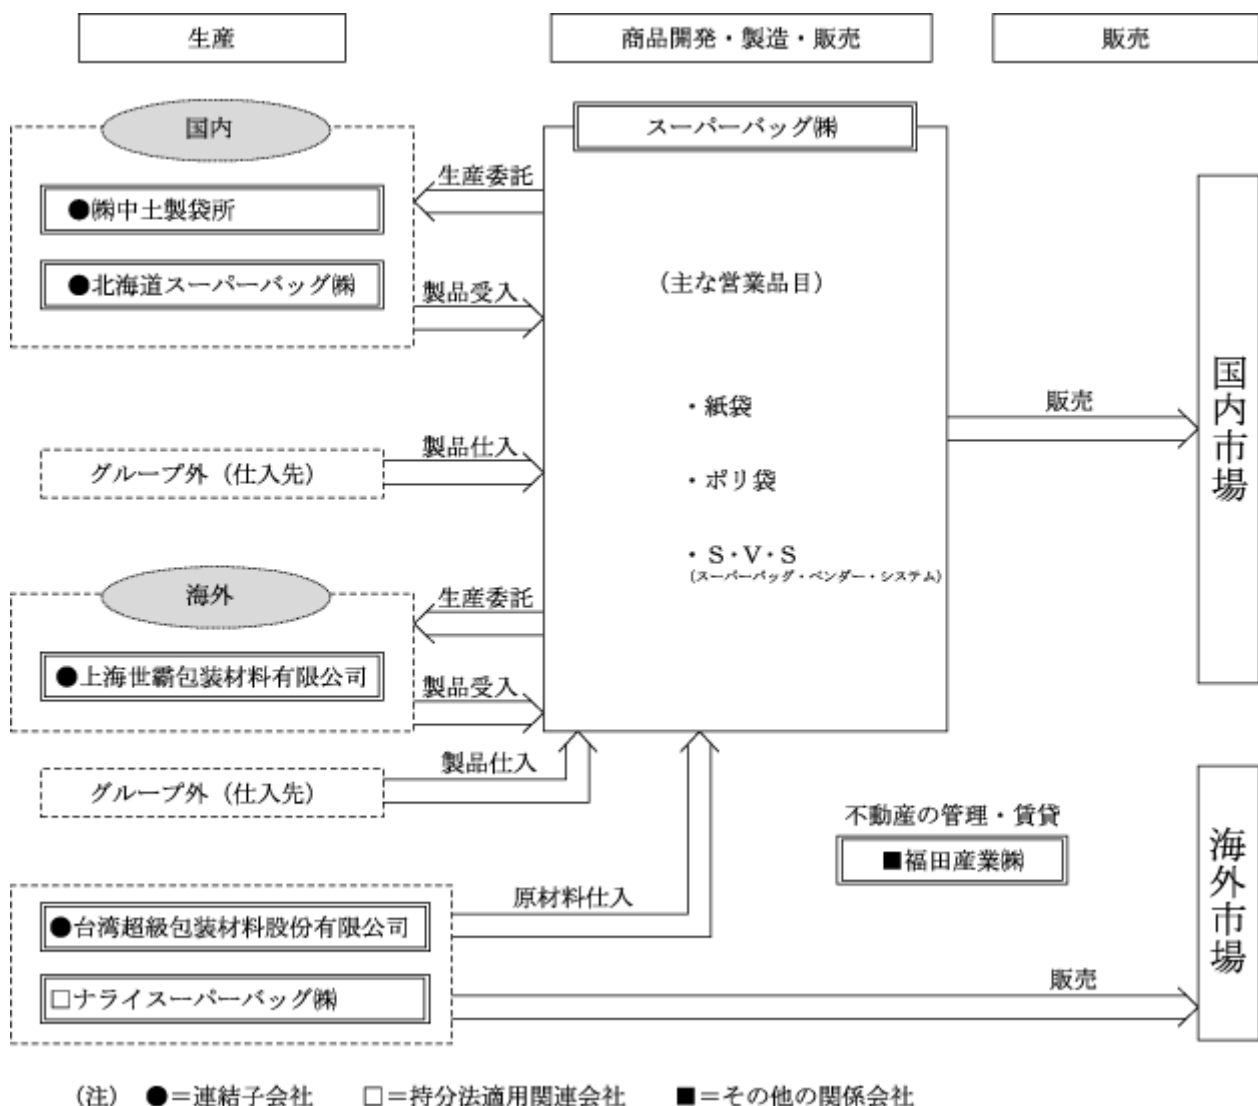 生産
商品開発・製造・販売
販売
国内
スーパーバッグ㈱
●㈱中土製袋所
●北海道スーパーバッグ㈱
生産委託
製品受入
(主な営業品目)
・紙袋
・ポリ袋
・S・V・S
(スーパーバッグ・ベンダー・システム)
販売
国内市場
グループ外(仕入先)
製品仕入
海外
生産委託
●上海世霸包装材料有限公司
製品受入
グループ外(仕入先)
製品仕入
不動産の管理・賃貸
■福田産業㈱
海外市場
●台湾超級包装材料股份有限公司
原材料仕入
□ナライスーパーバッグ㈱
販売
(注) ●=連結子会社 □=持分法適用関連会社 ■=その他の関係会社